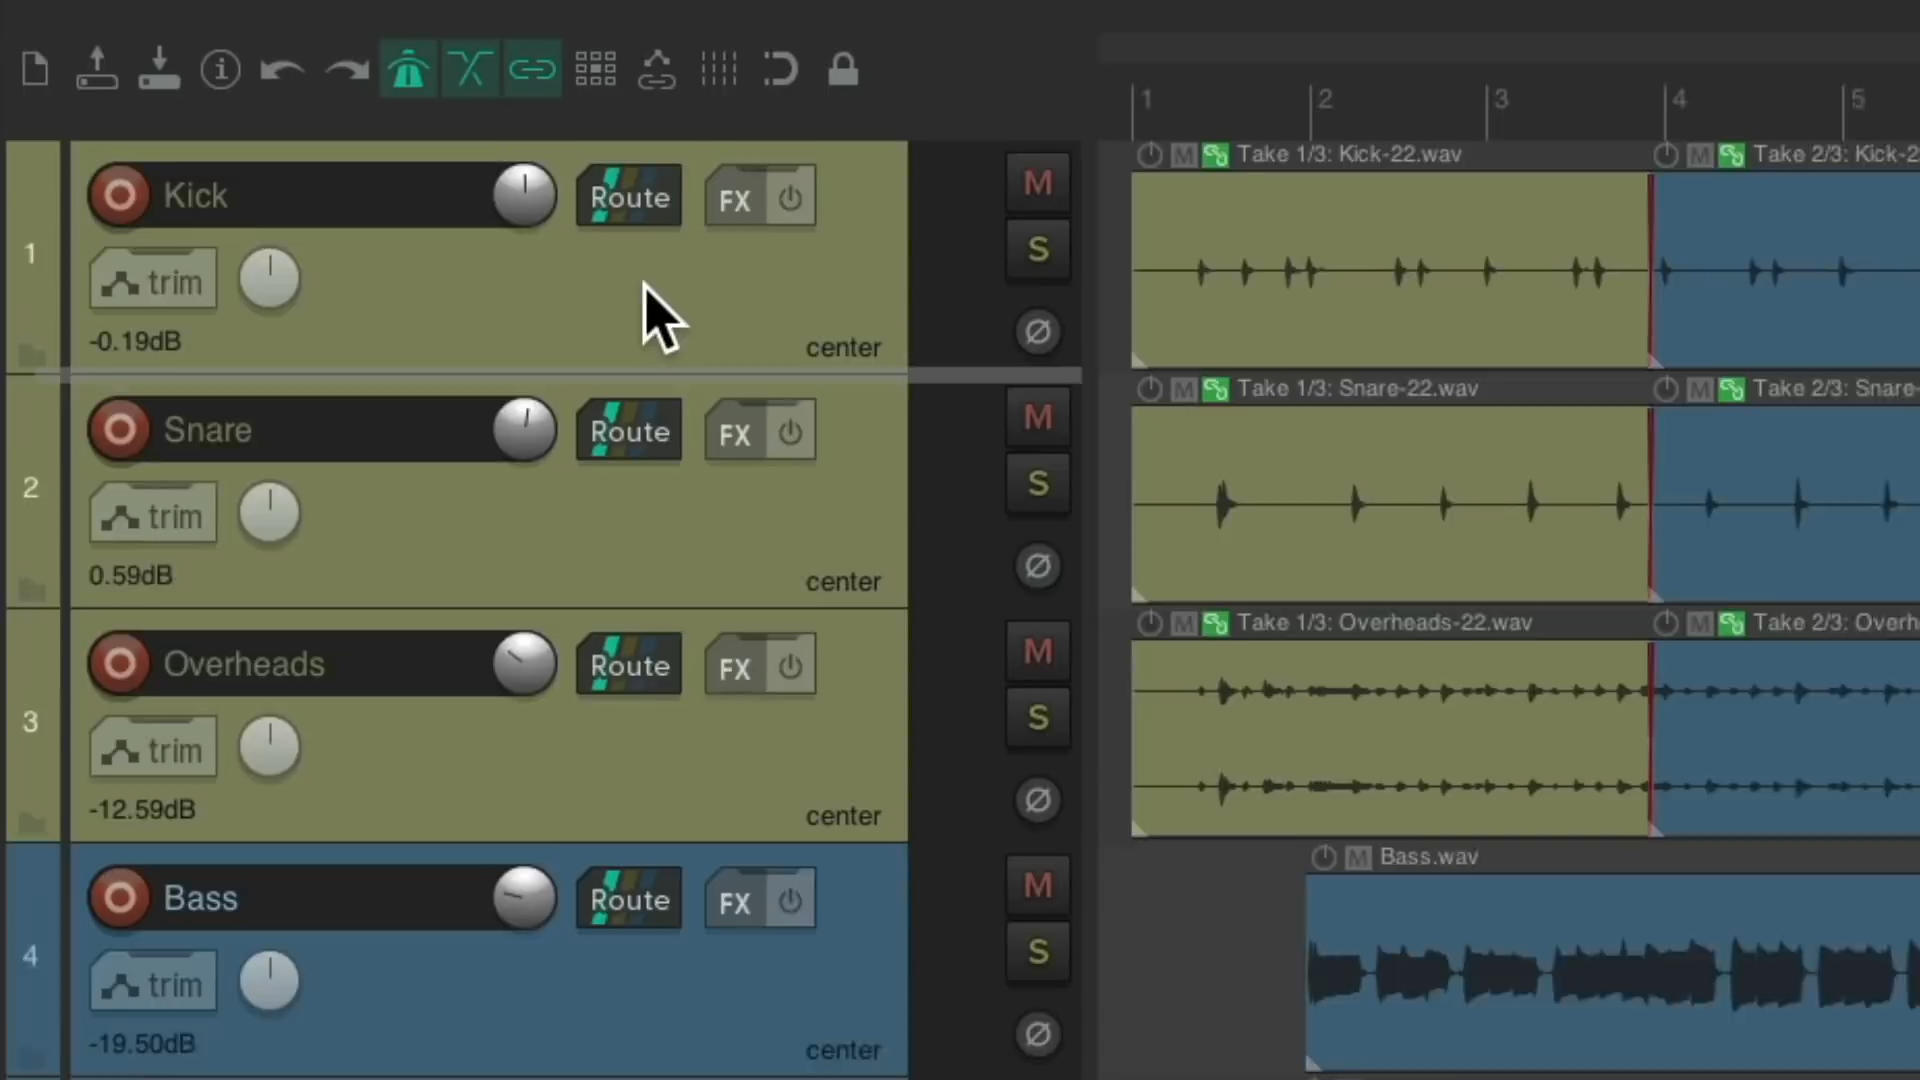 1 2 3 4 5
Take 1/3: Kick-22.wav Take 2/3: Kick-2
1 Kick Route FX M
trim S
-0.19dB center
Take 1/3: Snare-22.wav Take 2/3: Snare-
2 Snare Route FX M
trim S
0.59dB center
Take 1/3: Overheads-22.wav Take 2/3: Overh
3 Overheads Route FX M
trim S
-12.59dB center
M Bass.wav
4 Bass Route FX M
trim S
-19.50dB center